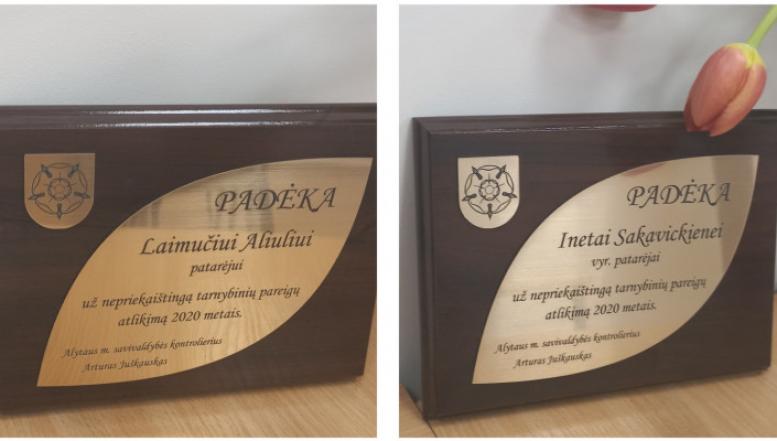 PADĖKA
Laimučiui Aliuliui
patarėjui
už nepriekaištingą tarnybinių pareigų
atlikimą 2020 metais.
Alytaus m. savivaldybės kontrolierius
Arturas Juškauskas
PADĖKA
Inetai Sakavickienei
vyr. patarėjai
už nepriekaištingą tarnybinių pareigų
atlikimą 2020 metais.
Alytaus m. savivaldybės kontrolierius
Arturas Juškauskas